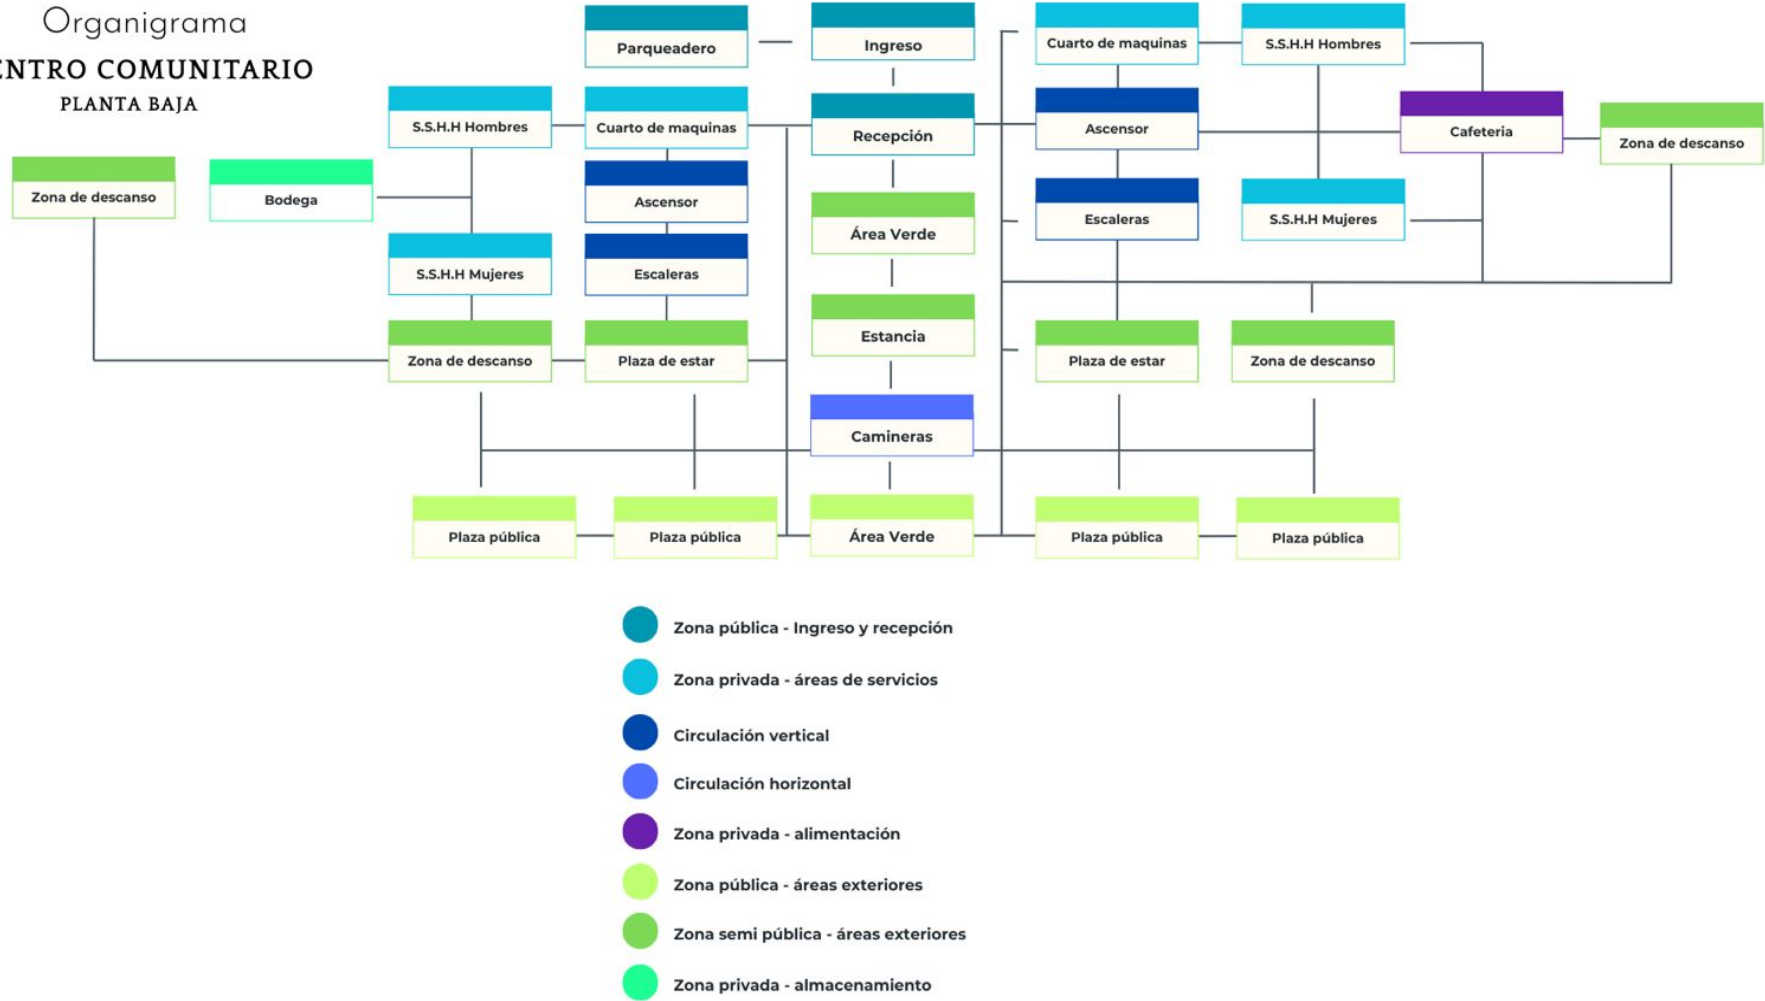 Organigrama
ENTRO COMUNITARIO
PLANTA BAJA
Parqueadero
Ingreso
Cuarto de maquinas
S.S.H.H Hombres
S.S.H.H Hombres
Cuarto de maquinas
Recepción
Ascensor
Cafeteria
Zona de descanso
Zona de descanso
Bodega
Ascensor
Área Verde
Escaleras
S.S.H.H Mujeres
S.S.H.H Mujeres
Escaleras
Estancia
Zona de descanso
Plaza de estar
Plaza de estar
Zona de descanso
Camineras
Plaza pública
Plaza pública
Área Verde
Plaza pública
Plaza pública
Zona pública - Ingreso y recepción
Zona privada - áreas de servicios
Circulación vertical
Circulación horizontal
Zona privada - alimentación
Zona pública - áreas exteriores
Zona semi pública - áreas exteriores
Zona privada - almacenamiento